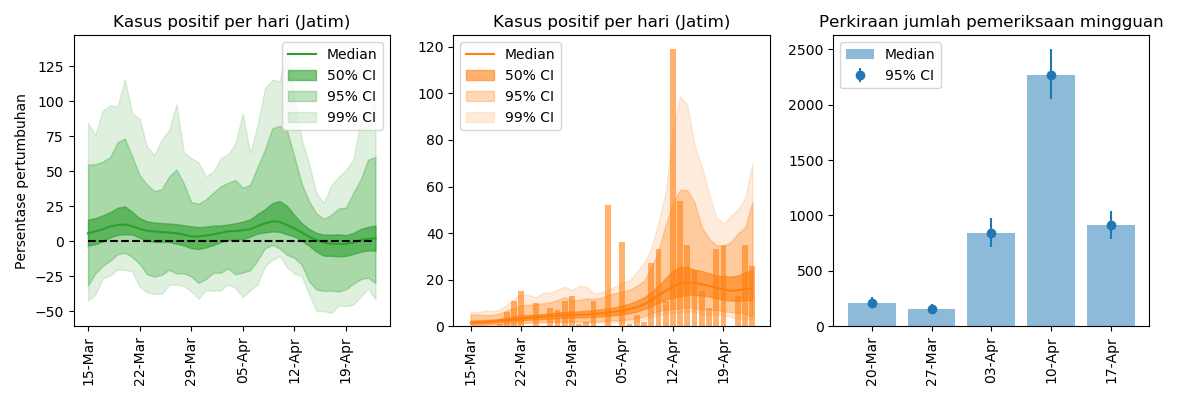 Kasus positif per hari (Jatim)
Persentase pertumbuhan
125
100
75
50
25
0
−25
−50
Median
50% CI
95% CI
99% CI
15-Mar
22-Mar
29-Mar
05-Apr
12-Apr
19-Apr
Kasus positif per hari (Jatim)
120
100
80
60
40
20
0
Median
50% CI
95% CI
99% CI
15-Mar
22-Mar
29-Mar
05-Apr
12-Apr
19-Apr
Perkiraan jumlah pemeriksaan mingguan
2500
2000
1500
1000
500
0
Median
95% CI
20-Mar
27-Mar
03-Apr
10-Apr
17-Apr